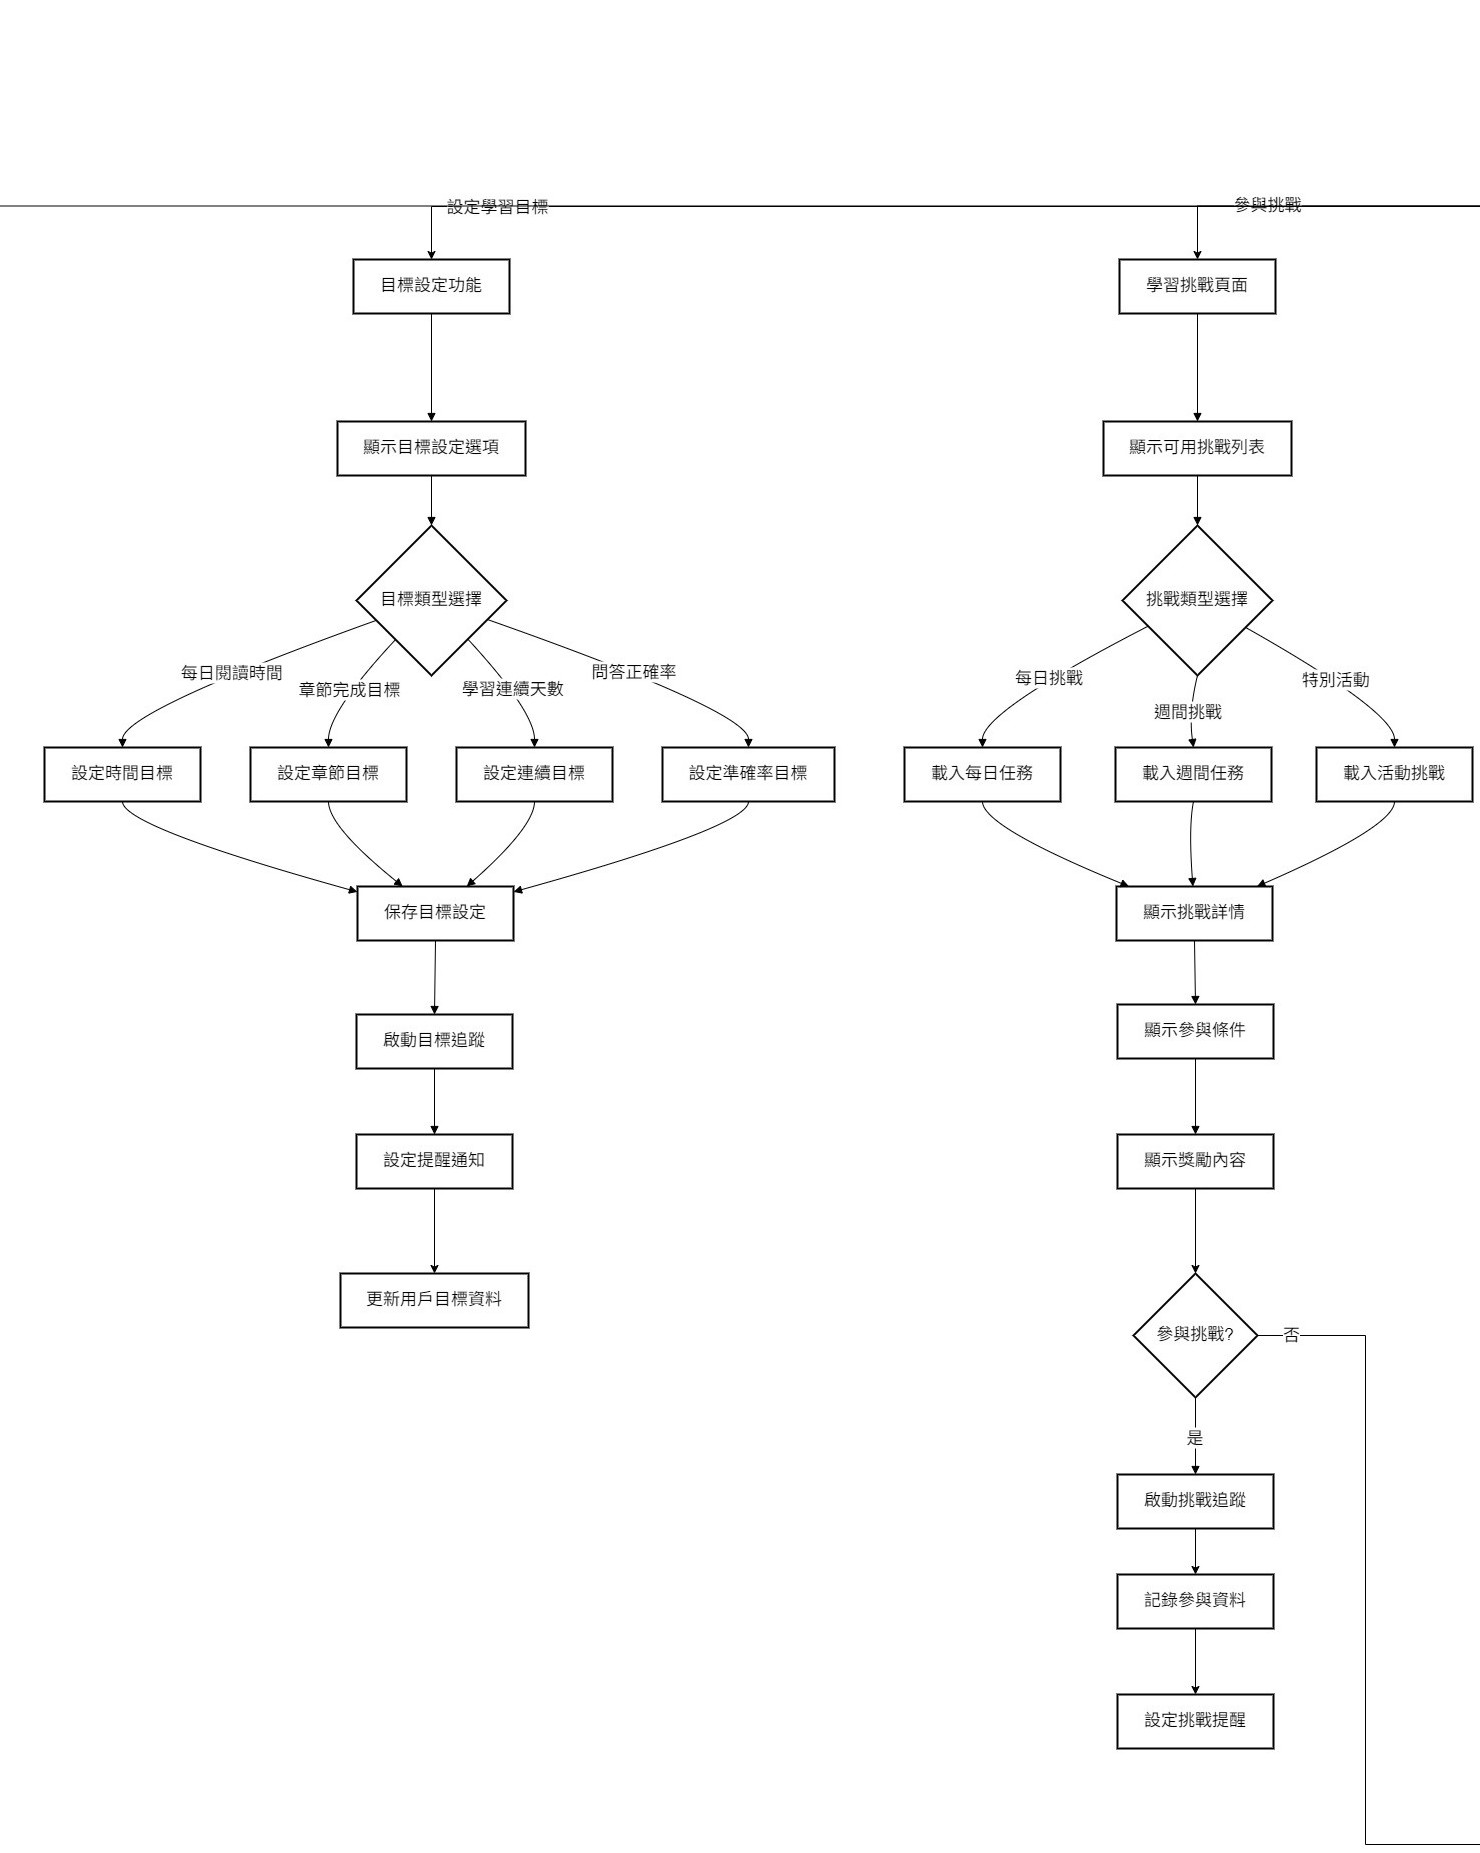 設定學習目標
參與挑戰
目標設定功能
學習挑戰頁面
顯示目標設定選項
顯示可用挑戰列表
目標類型選擇
挑戰類型選擇
每日閱讀時間
章節完成目標
學習連續天數
問答正確率
每日挑戰
週間挑戰
特別活動
設定時間目標
設定章節目標
設定連續目標
設定準確率目標
載入每日任務
載入週間任務
載入活動挑戰
保存目標設定
顯示挑戰詳情
啟動目標追蹤
顯示參與條件
設定提醒通知
顯示獎勵內容
更新用戶目標資料
參與挑戰?
否
是
啟動挑戰追蹤
記錄參與資料
設定挑戰提醒